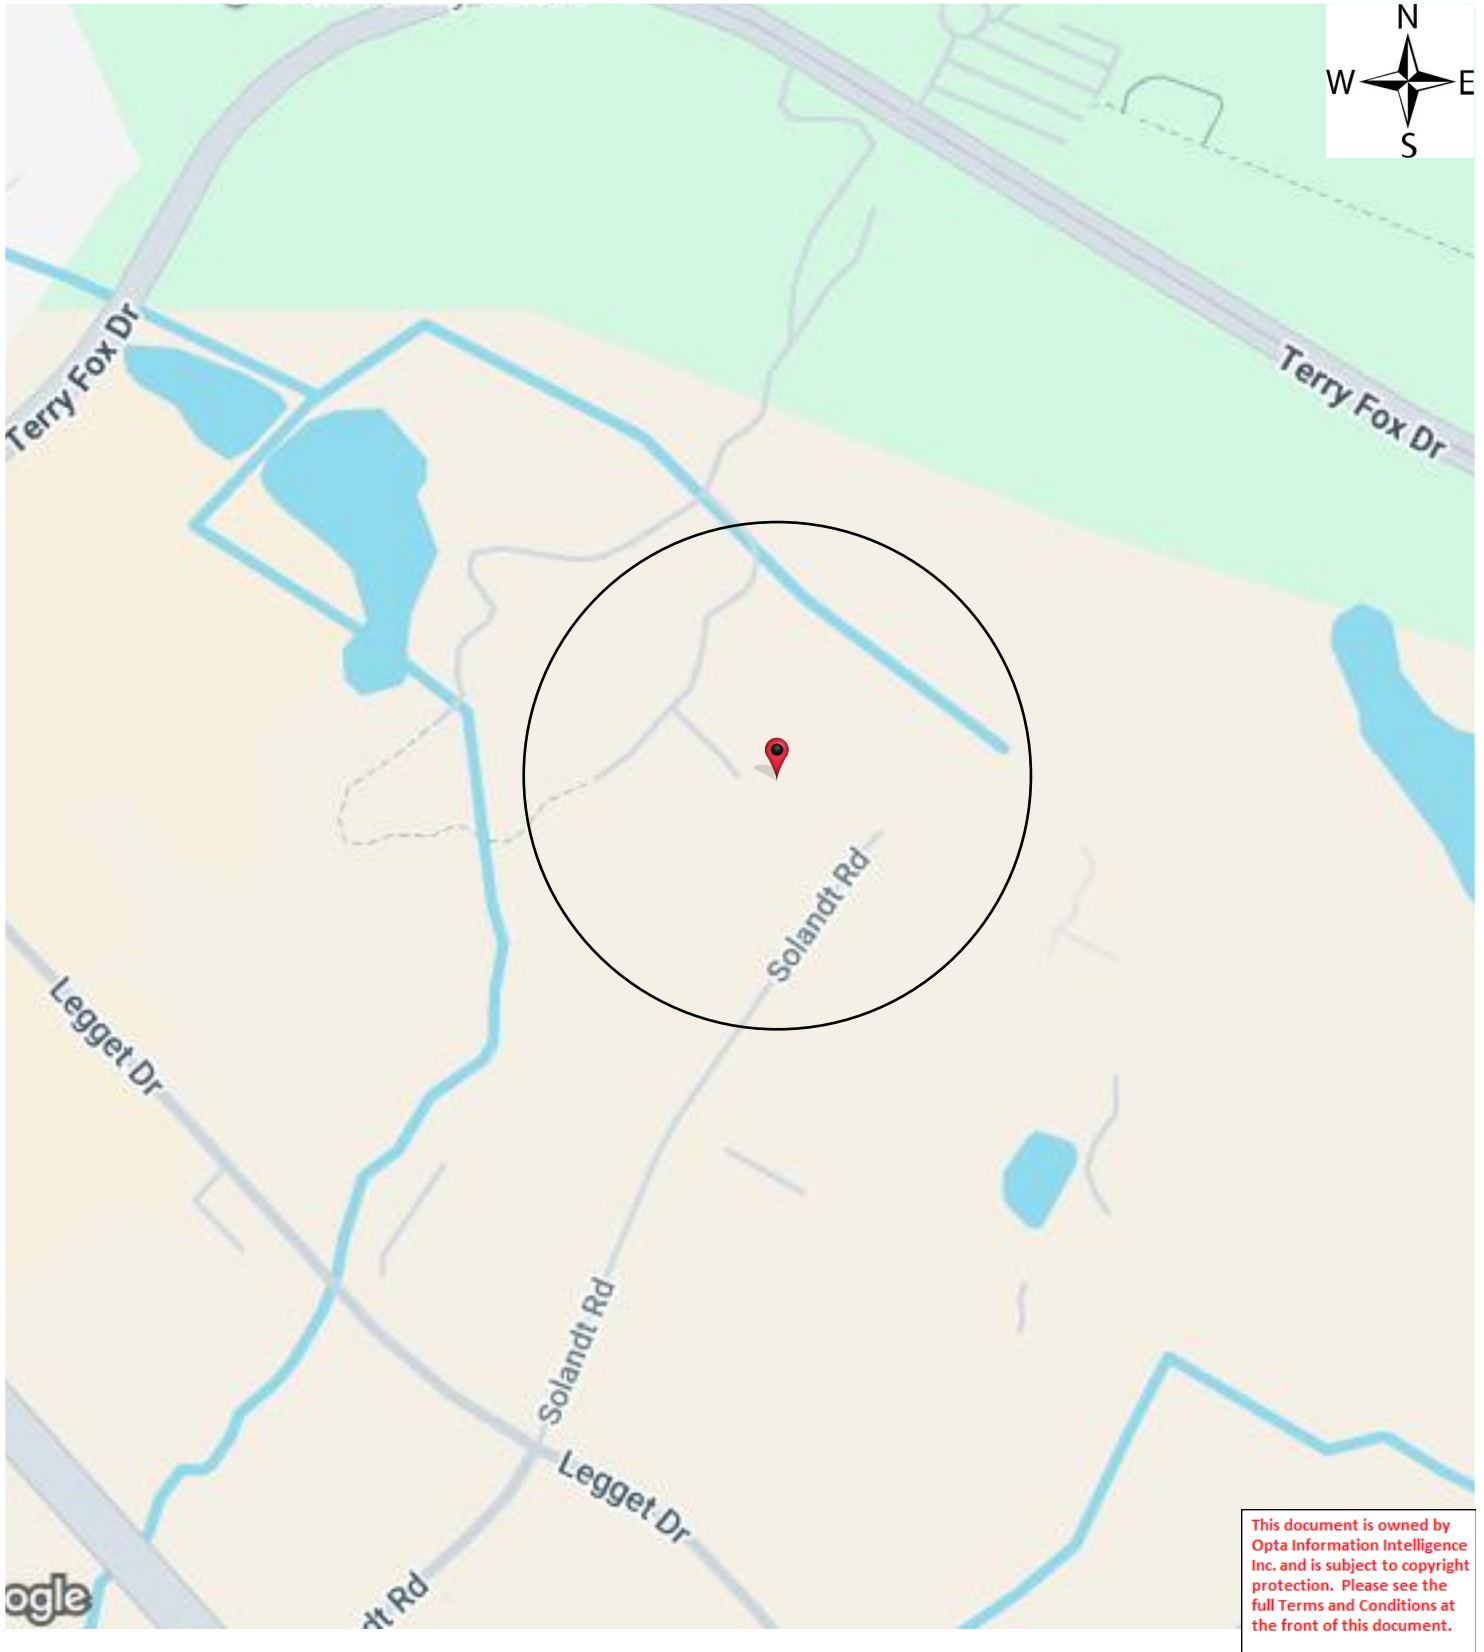 N
W E
S
Terry Fox Dr
Terry Fox Dr
Solandt Rd
Legget Dr
Solandt Rd
Legget Dr
dt Rd
ogle
This document is owned by
Opta Information Intelligence
Inc. and is subject to copyright
protection. Please see the
full Terms and Conditions at
the front of this document.